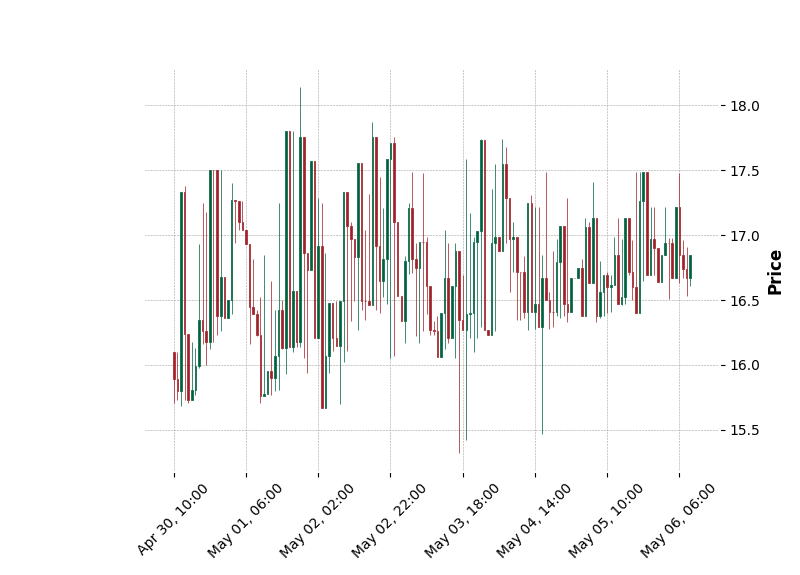 18.0
17.5
17.0
16.5
16.0
15.5
Price
Apr 30, 10:00
May 01, 06:00
May 02, 02:00
May 02, 22:00
May 03, 18:00
May 04, 14:00
May 05, 10:00
May 06, 06:00